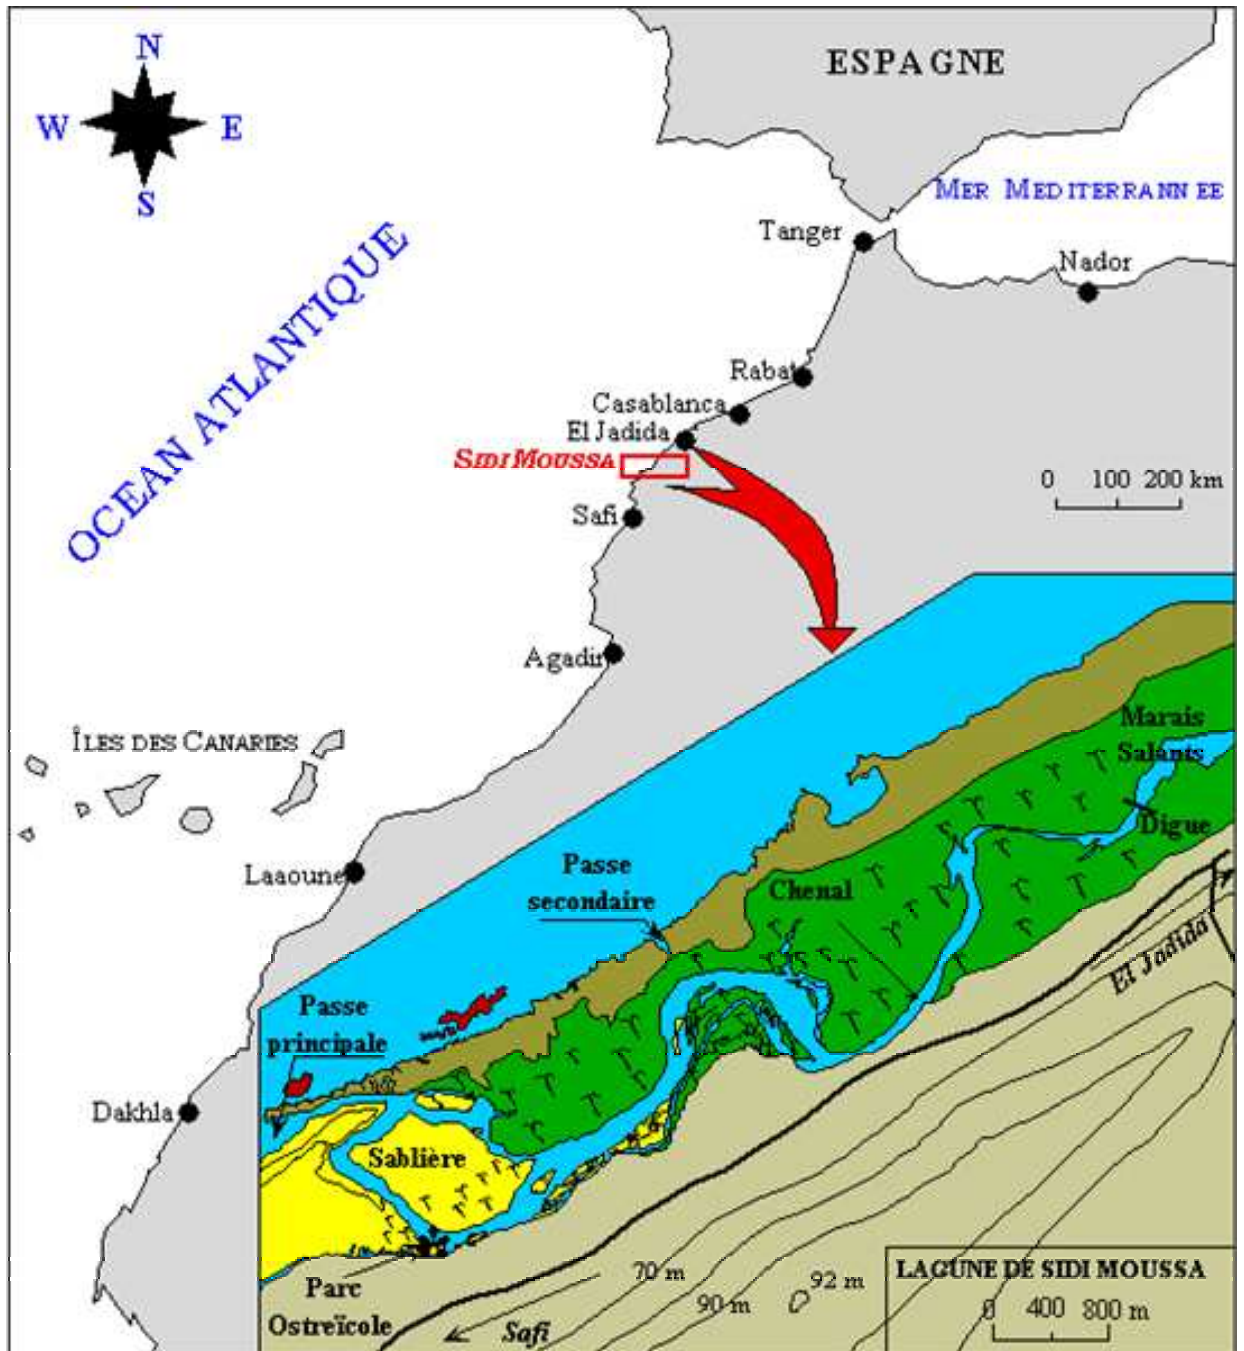 N
W E
S
ESPAGNE
MER MEDITERRANNEE
OCEAN ATLANTIQUE
Tanger
Nador
Rabat
Casablanca
El Jadida
SIDI MOUSSA
Safi
0 100 200 km
Agadir
ÎLES DES CANARIES
Laaoune
Dakhla
Marais
Salants
Digue
Passe
secondaire
Chenal
El Jadida
Passe
principale
Sablière
Parc
Ostreïcole
Safi
70 m
90 m
92 m
LAGUNE DE SIDI MOUSSA
0 400 800 m